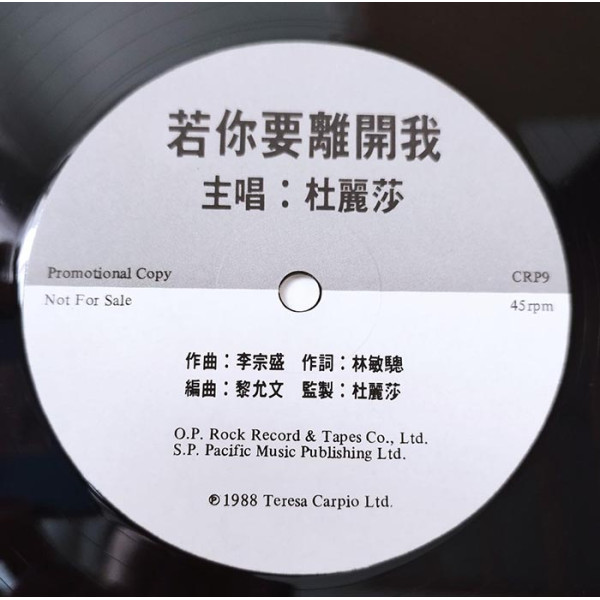 若你要離開我
主唱：杜麗莎
Promotional Copy
CRP9
Not For Sale
45rpm
作曲：李宗盛 作詞：林敏驄
編曲：黎允文 監製：杜麗莎
O.P. Rock Record & Tapes Co., Ltd.
S.P. Pacific Music Publishing Ltd.
℗1988 Teresa Carpio Ltd.